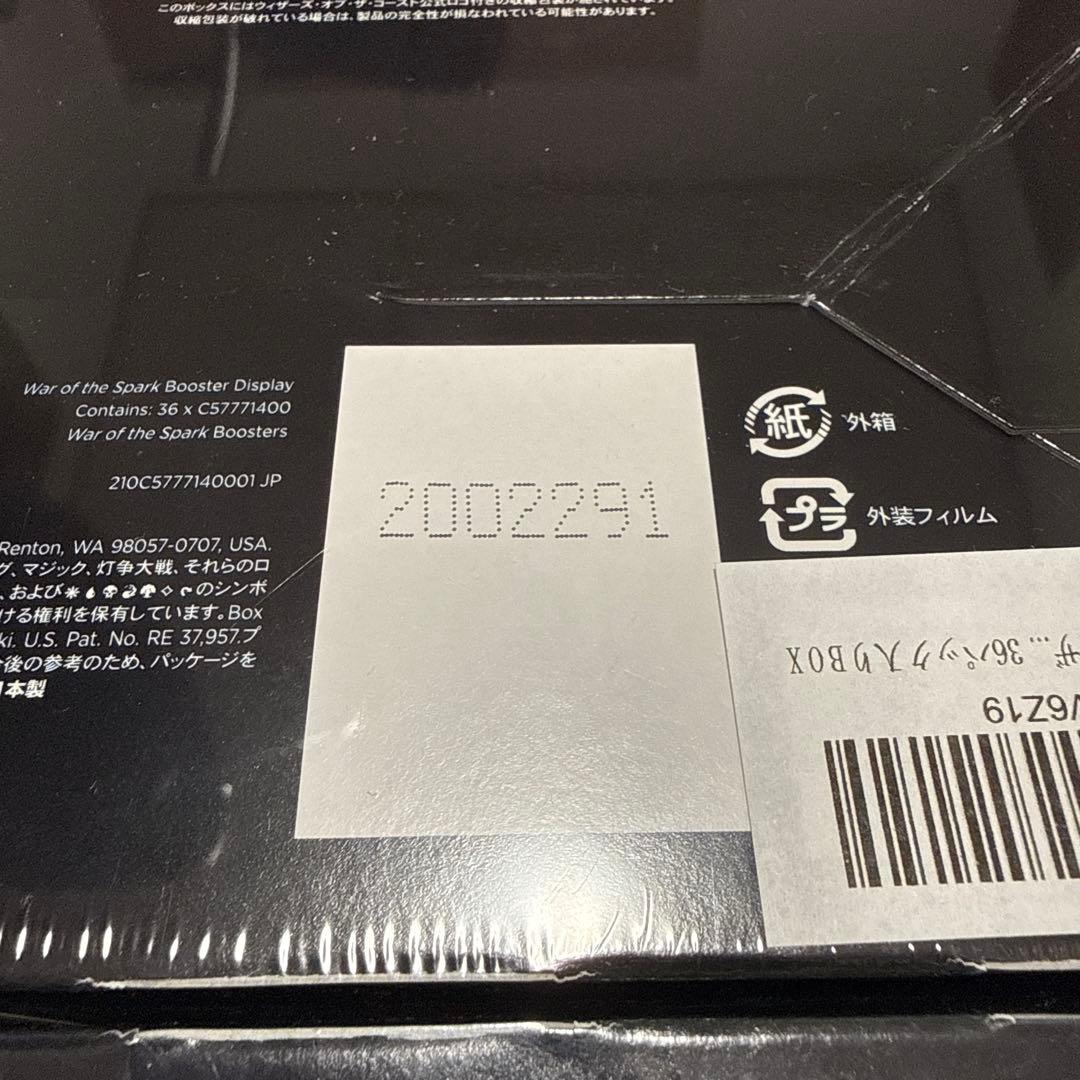 このボックスにはウィザーズ・オブ・ザ・コースト公式ロゴ付きの収縮包装が施されています。
収縮包装が破れている場合は、製品の完全性が損なわれている可能性があります。
War of the Spark Booster Display
Contains: 36 x C57771400
War of the Spark Boosters
210C5777140001 JP
Renton, WA 98057-0707, USA.
グ、マジック、灯争大戦、それらのロ
、および のシンボ
ける権利を保有しています。Box
ki. U.S. Pat. No. RE 37,957.プ
後の参考のため、パッケージを
日本製
2002291
紙 外箱
プラ 外装フィルム
ザ... 36パック入りBOX
V6Z19